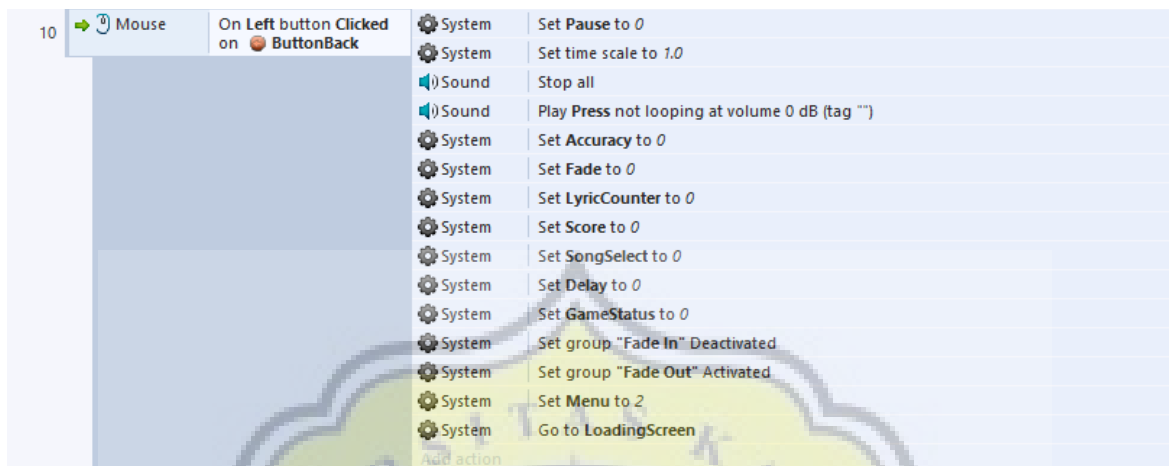 10 Mouse On Left button Clicked on ButtonBack
System Set Pause to 0
System Set time scale to 1.0
Sound Stop all
Sound Play Press not looping at volume 0 dB (tag "")
System Set Accuracy to 0
System Set Fade to 0
System Set LyricCounter to 0
System Set Score to 0
System Set SongSelect to 0
System Set Delay to 0
System Set GameStatus to 0
System Set group "Fade In" Deactivated
System Set group "Fade Out" Activated
System Set Menu to 2
System Go to LoadingScreen
Add action
SITAS K